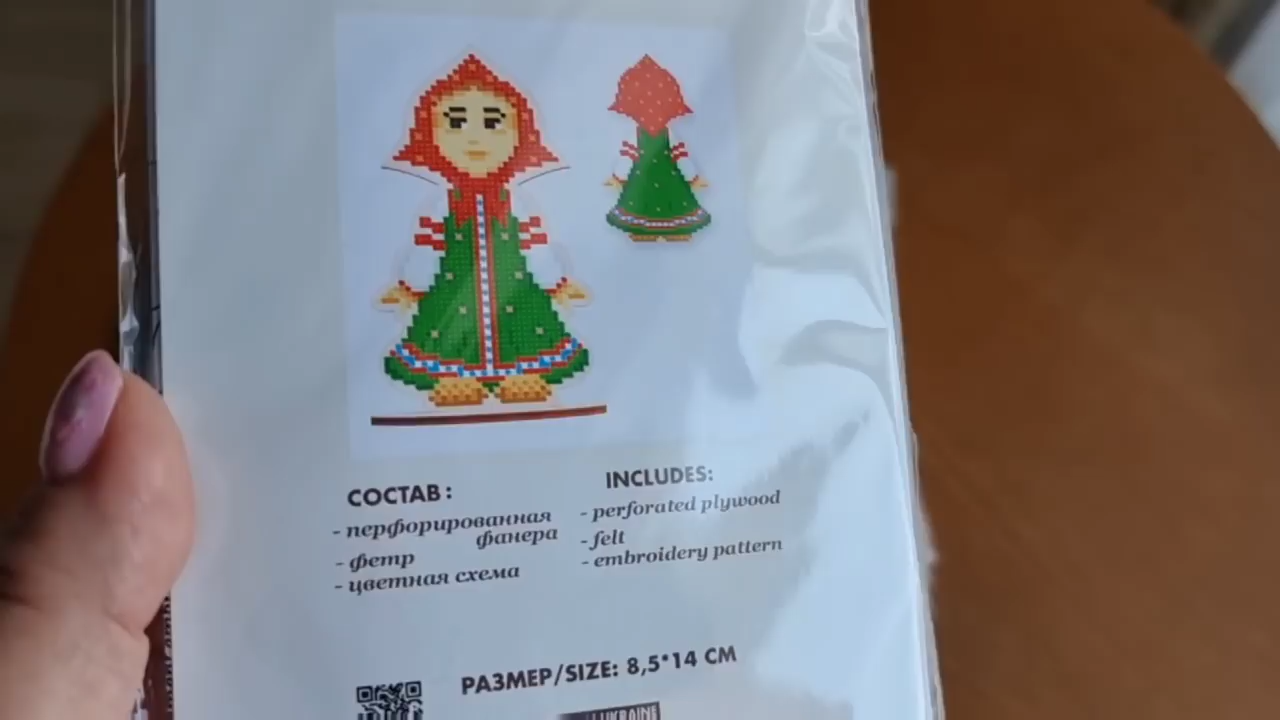 СОСТАВ:
- перфорированная
фанера
- фетр
- цветная схема
INCLUDES:
- perforated plywood
- felt
- embroidery pattern
РАЗМЕР/SIZE: 8,5*14 СМ
UKRAINE